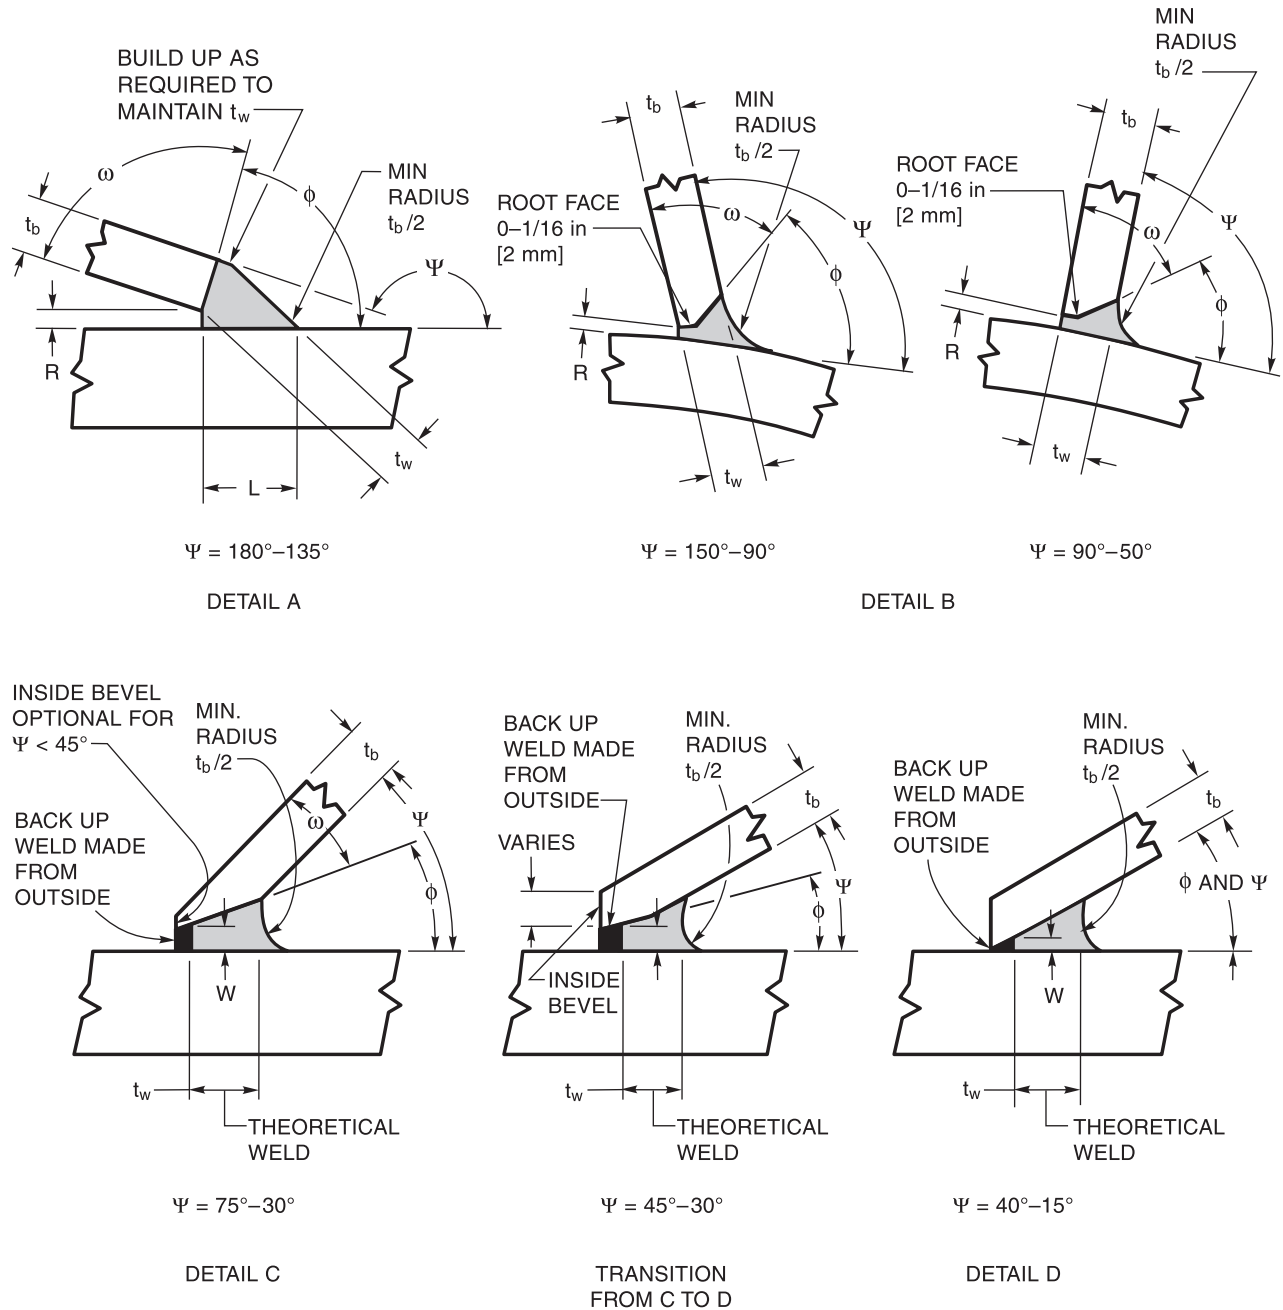 BUILD UP AS
REQUIRED TO
MAINTAIN tw
ω
tb
ϕ
MIN
RADIUS
tb/2
Ψ
R
L
tw
Ψ = 180°–135°
DETAIL A
tb
MIN
RADIUS
tb/2
ROOT FACE
0–1/16 in
[2 mm]
ω
Ψ
ϕ
R
tw
Ψ = 150°–90°
MIN
RADIUS
tb/2
tb
ROOT FACE
0–1/16 in
[2 mm]
ω
Ψ
ϕ
R
tw
Ψ = 90°–50°
DETAIL B
INSIDE BEVEL
OPTIONAL FOR
Ψ < 45°
MIN.
RADIUS
tb/2
tb
BACK UP
WELD MADE
FROM
OUTSIDE
ω
Ψ
ϕ
W
tw
THEORETICAL
WELD
Ψ = 75°–30°
DETAIL C
BACK UP
WELD MADE
FROM
OUTSIDE
MIN.
RADIUS
tb/2
tb
VARIES
Ψ
ϕ
INSIDE
BEVEL
tw
THEORETICAL
WELD
Ψ = 45°–30°
TRANSITION
FROM C TO D
MIN.
RADIUS
tb/2
BACK UP
WELD MADE
FROM
OUTSIDE
tb
ϕ AND Ψ
W
tw
THEORETICAL
WELD
Ψ = 40°–15°
DETAIL D